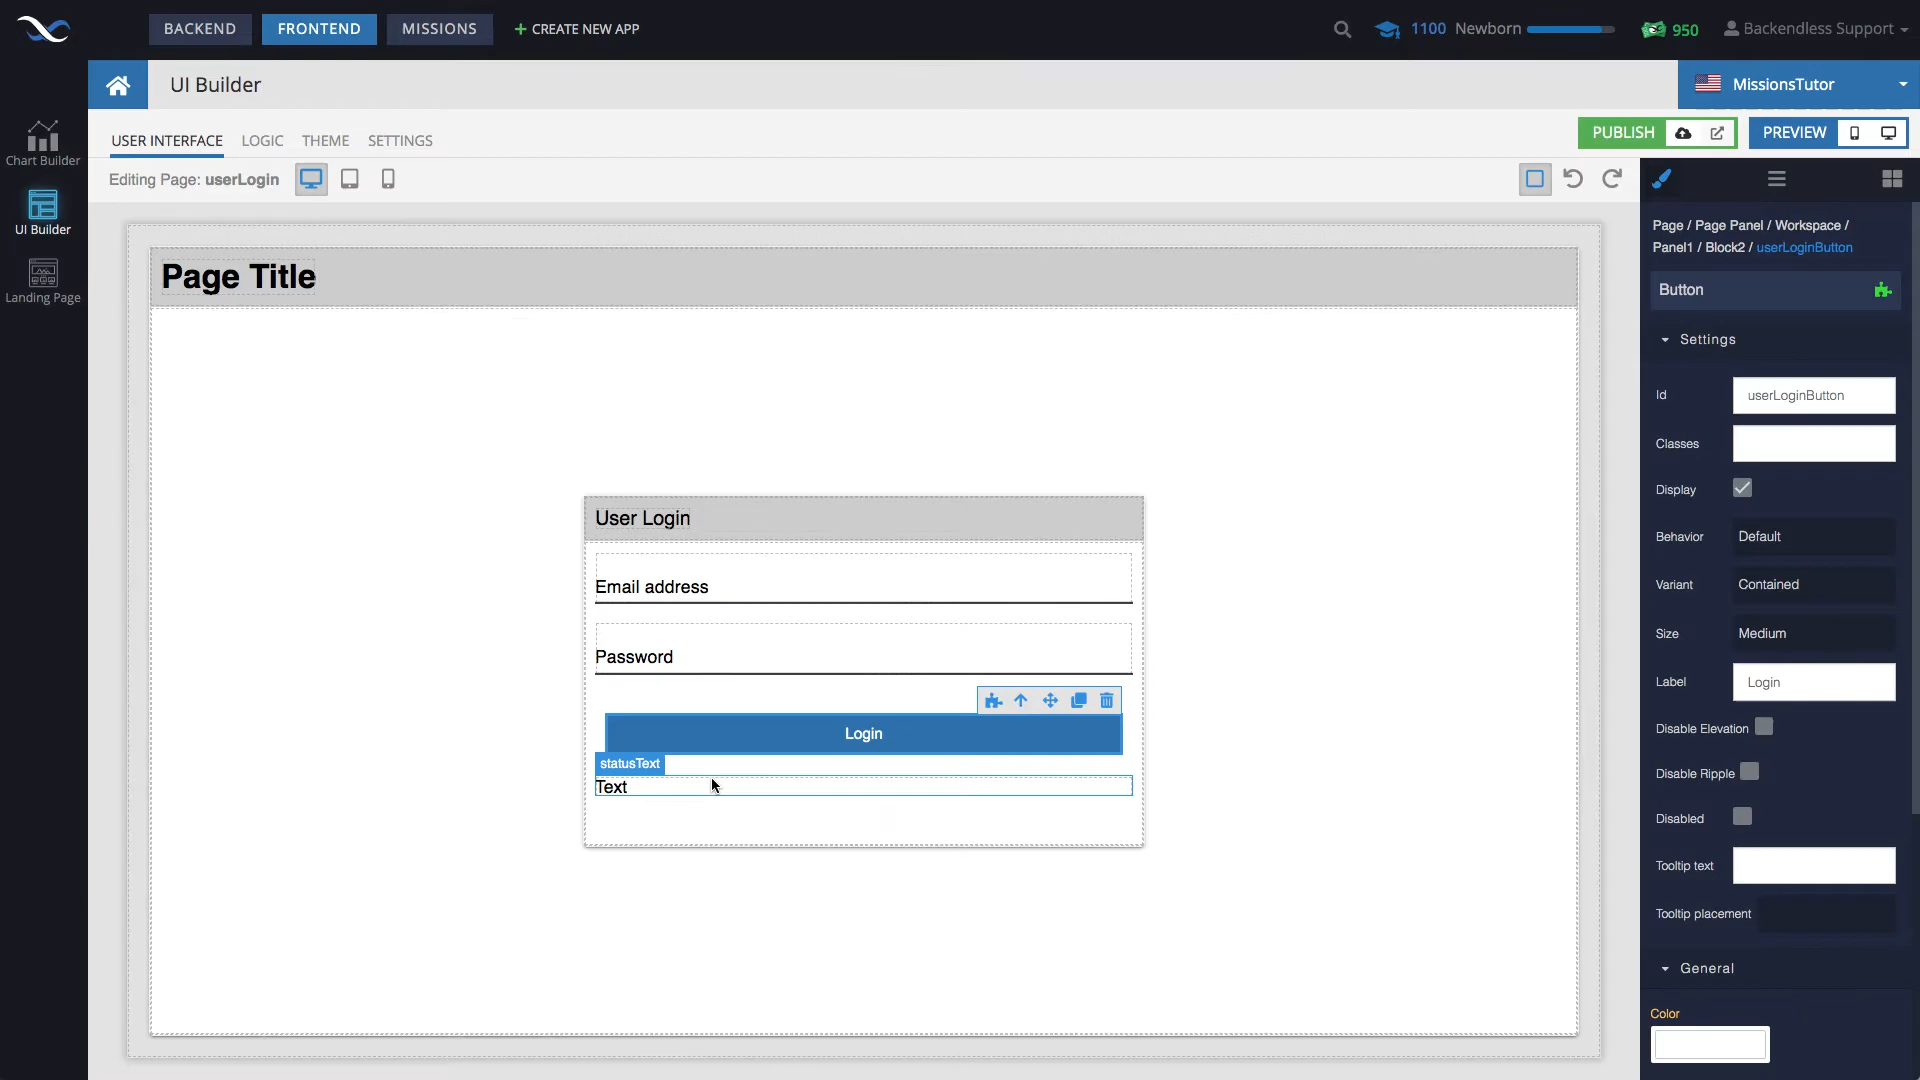 BACKEND
FRONTEND
MISSIONS
+ CREATE NEW APP
1100 Newborn
950
Backendless Support
UI Builder
MissionsTutor
USER INTERFACE
LOGIC
THEME
SETTINGS
PUBLISH
PREVIEW
Chart Builder
UI Builder
Landing Page
Editing Page: userLogin
Page Title
User Login
Email address
Password
Login
statusText
Text
Page / Page Panel / Workspace /
Panel1 / Block2 / userLoginButton
Button
Settings
Id
userLoginButton
Classes
Display
Behavior
Default
Variant
Contained
Size
Medium
Label
Login
Disable Elevation
Disable Ripple
Disabled
Tooltip text
Tooltip placement
General
Color